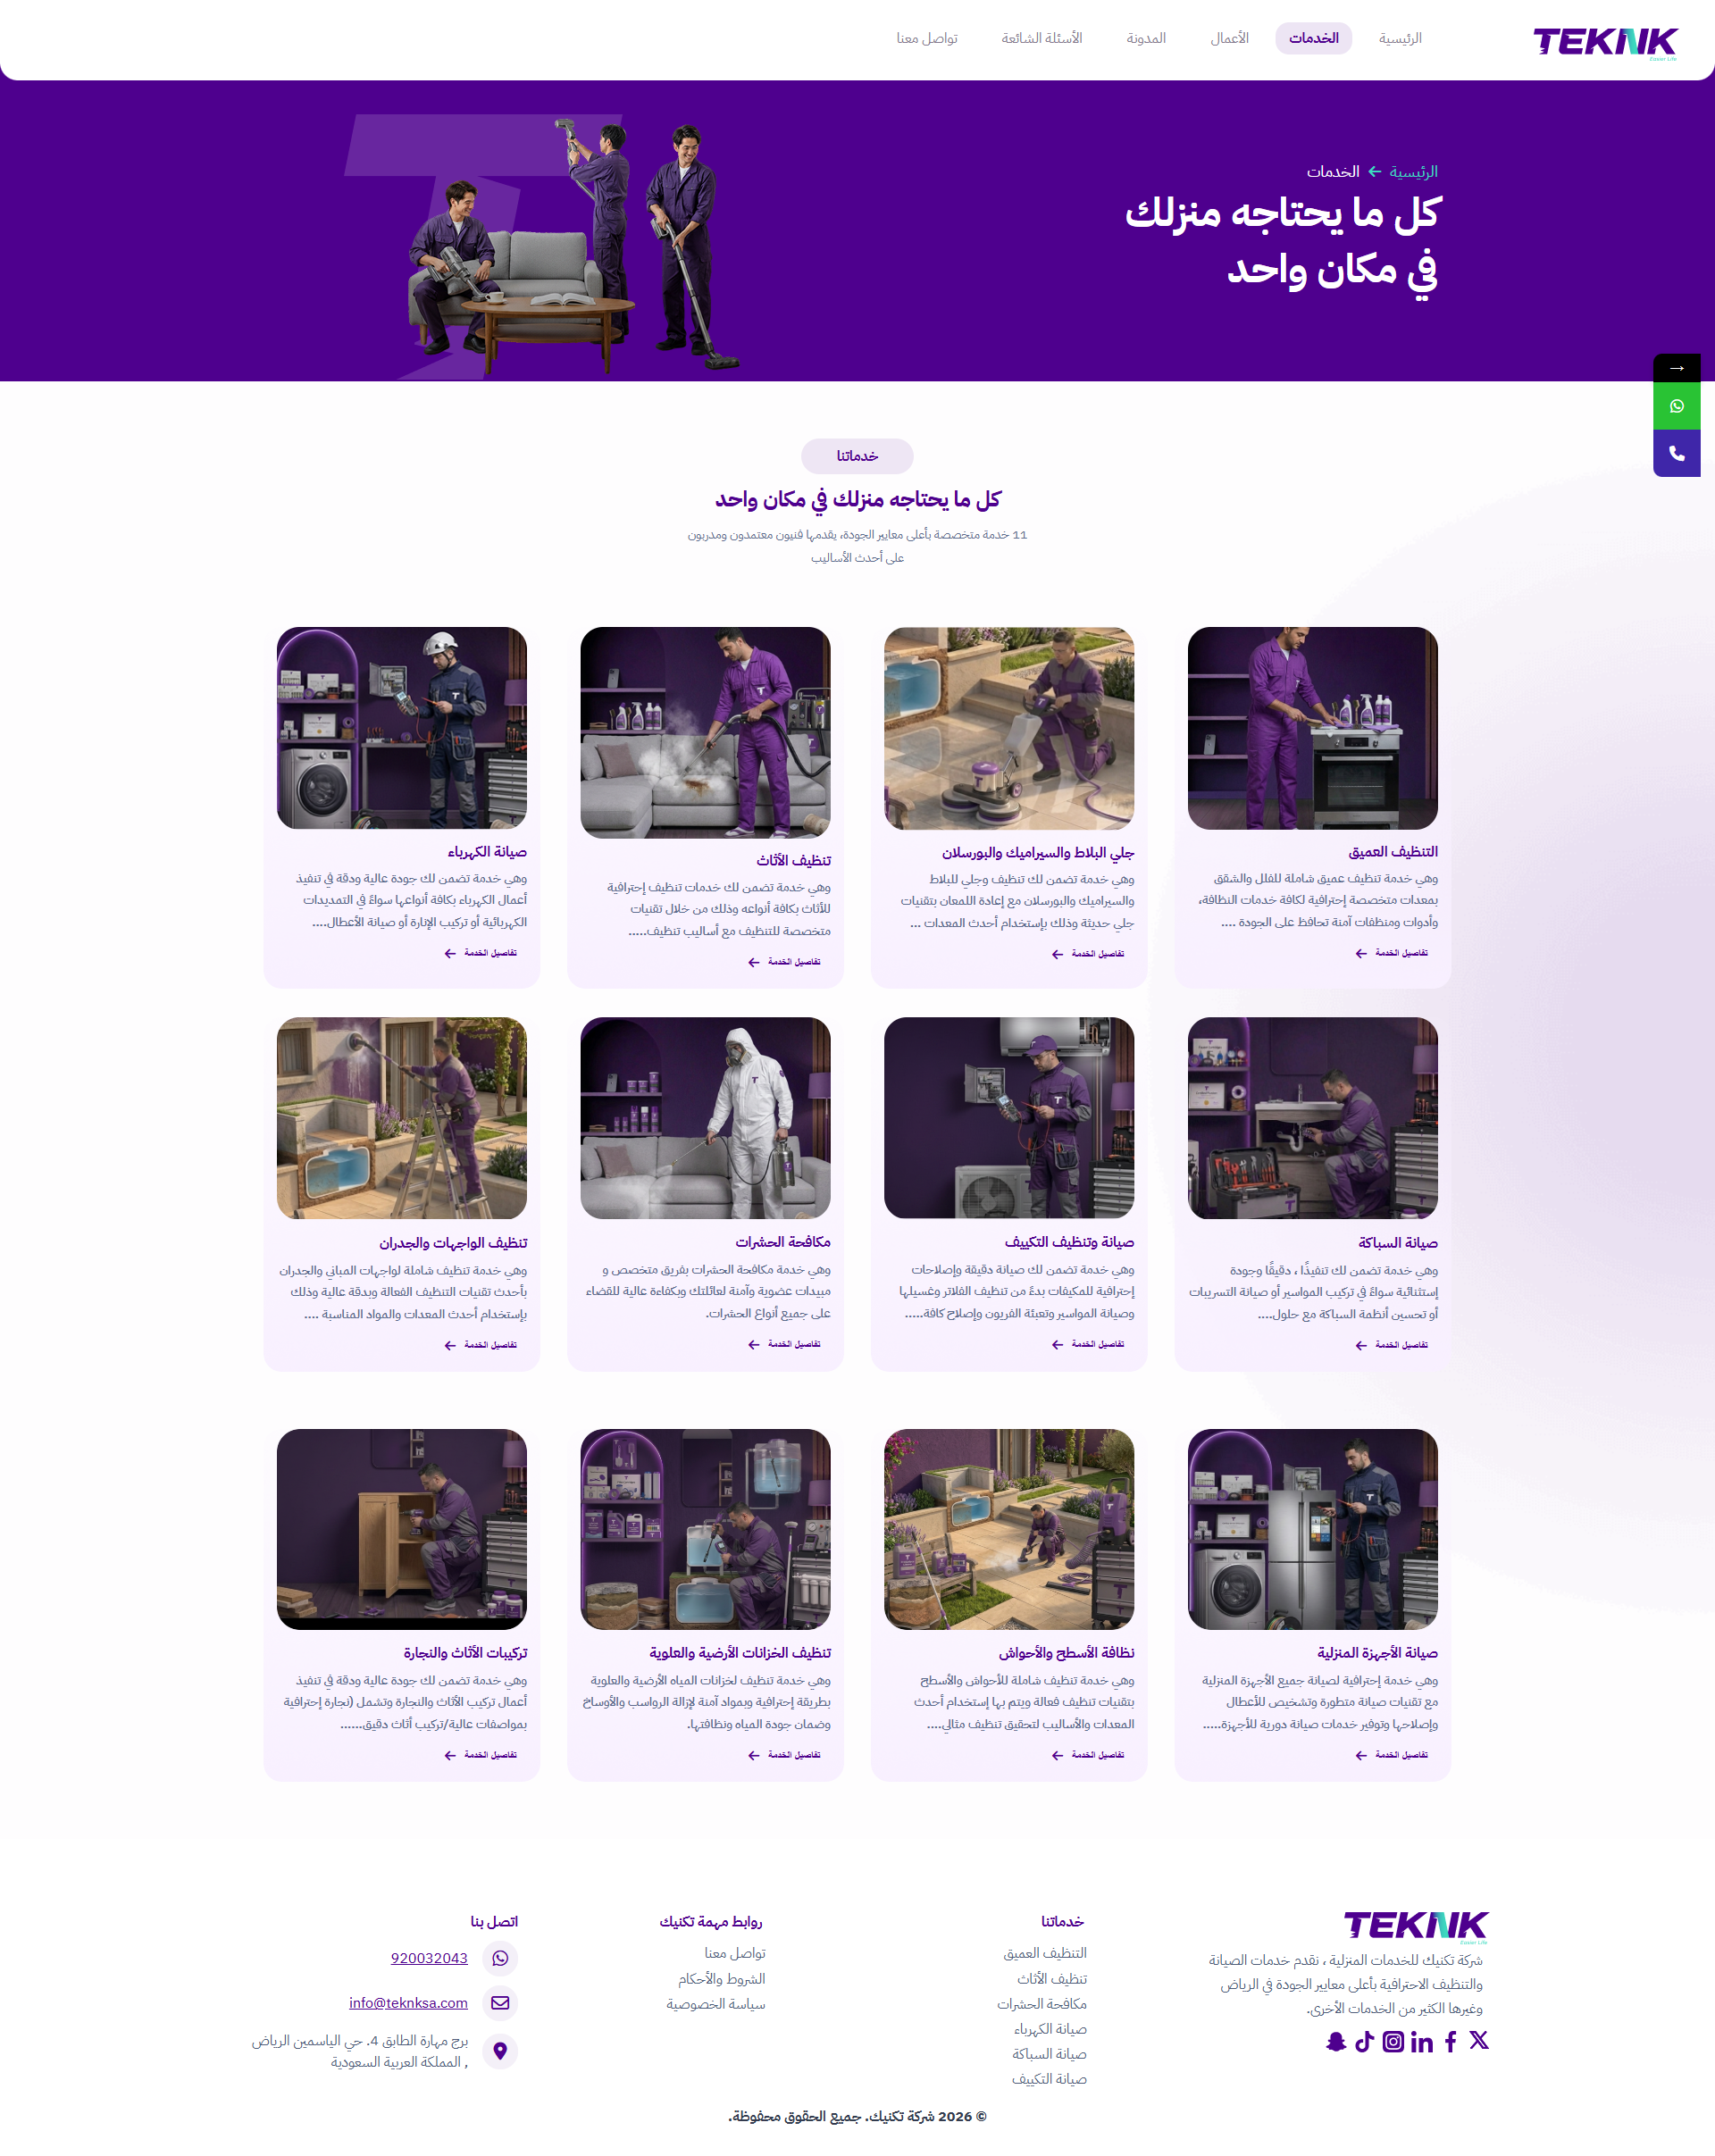 TEKNIK
Easier Life
الرئيسية
الخدمات
الأعمال
المدونة
الأسئلة الشائعة
تواصل معنا
الرئيسية ← الخدمات
كل ما يحتاجه منزلك
في مكان واحد
→
خدماتنا
كل ما يحتاجه منزلك في مكان واحد
11 خدمة متخصصة بأعلى معايير الجودة، يقدمها فنيون معتمدون ومدربون
على أحدث الأساليب
التنظيف العميق
وهي خدمة تنظيف عميق شاملة للفلل والشقق
بمعدات متخصصة إحترافية لكافة خدمات النظافة،
وأدوات ومنظفات آمنة تحافظ على الجودة ....
تفاصيل الخدمة ←
جلي البلاط والسيراميك والبورسلان
وهي خدمة تضمن لك تنظيف وجلي للبلاط
والسيراميك والبورسلان مع إعادة اللمعان بتقنيات
جلي حديثة وذلك بإستخدام أحدث المعدات ...
تفاصيل الخدمة ←
تنظيف الأثاث
وهي خدمة تضمن لك خدمات تنظيف إحترافية
للأثاث بكافة أنواعه وذلك من خلال تقنيات
متخصصة للتنظيف مع أساليب تنظيف.....
تفاصيل الخدمة ←
صيانة الكهرباء
وهي خدمة تضمن لك جودة عالية ودقة في تنفيذ
أعمال الكهرباء بكافة أنواعها سواءً في التمديدات
الكهربائية أو تركيب الإنارة أو صيانة الأعطال....
تفاصيل الخدمة ←
صيانة السباكة
وهي خدمة تضمن لك تنفيذًا ، دقيقًا وجودة
إستثنائية سواءً في تركيب المواسير أو صيانة التسريبات
أو تحسين أنظمة السباكة مع حلول....
تفاصيل الخدمة ←
صيانة وتنظيف التكييف
وهي خدمة تضمن لك صيانة دقيقة وإصلاحات
إحترافية للمكيفات بدءً من تنظيف الفلاتر وغسيلها
وصيانة المواسير وتعبئة الفريون وإصلاح كافة.....
تفاصيل الخدمة ←
مكافحة الحشرات
وهي خدمة مكافحة الحشرات بفريق متخصص و
مبيدات عضوية وآمنة لعائلتك وبكفاءة عالية للقضاء
على جميع أنواع الحشرات.
تفاصيل الخدمة ←
تنظيف الواجهات والجدران
وهي خدمة تنظيف شاملة لواجهات المباني والجدران
بأحدث تقنيات التنظيف الفعالة وبدقة عالية وذلك
بإستخدام أحدث المعدات والمواد المناسبة ....
تفاصيل الخدمة ←
صيانة الأجهزة المنزلية
وهي خدمة إحترافية لصيانة جميع الأجهزة المنزلية
مع تقنيات صيانة متطورة وتشخيص للأعطال
وإصلاحها وتوفير خدمات صيانة دورية للأجهزة.....
تفاصيل الخدمة ←
نظافة الأسطح والأحواش
وهي خدمة تنظيف شاملة للأحواش والأسطح
بتقنيات تنظيف فعالة ويتم بها إستخدام أحدث
المعدات والأساليب لتحقيق تنظيف مثالي....
تفاصيل الخدمة ←
تنظيف الخزانات الأرضية والعلوية
وهي خدمة تنظيف لخزانات المياه الأرضية والعلوية
بطريقة إحترافية وبمواد آمنة لإزالة الرواسب والأوساخ
وضمان جودة المياه ونظافتها.
تفاصيل الخدمة ←
تركيبات الأثاث والنجارة
وهي خدمة تضمن لك جودة عالية ودقة في تنفيذ
أعمال تركيب الأثاث والنجارة وتشمل (نجارة إحترافية
بمواصفات عالية/تركيب أثاث دقيق......
تفاصيل الخدمة ←
TEKNIK
Easier Life
شركة تكنيك للخدمات المنزلية ، نقدم خدمات الصيانة
والتنظيف الاحترافية بأعلى معايير الجودة في الرياض
وغيرها الكثير من الخدمات الأخرى.
خدماتنا
التنظيف العميق
تنظيف الأثاث
مكافحة الحشرات
صيانة الكهرباء
صيانة السباكة
صيانة التكييف
روابط مهمة تكنيك
تواصل معنا
الشروط والأحكام
سياسة الخصوصية
اتصل بنا
920032043
info@teknksa.com
برج مهارة الطابق 4. حي الياسمين الرياض
, المملكة العربية السعودية
© 2026 شركة تكنيك. جميع الحقوق محفوظة.